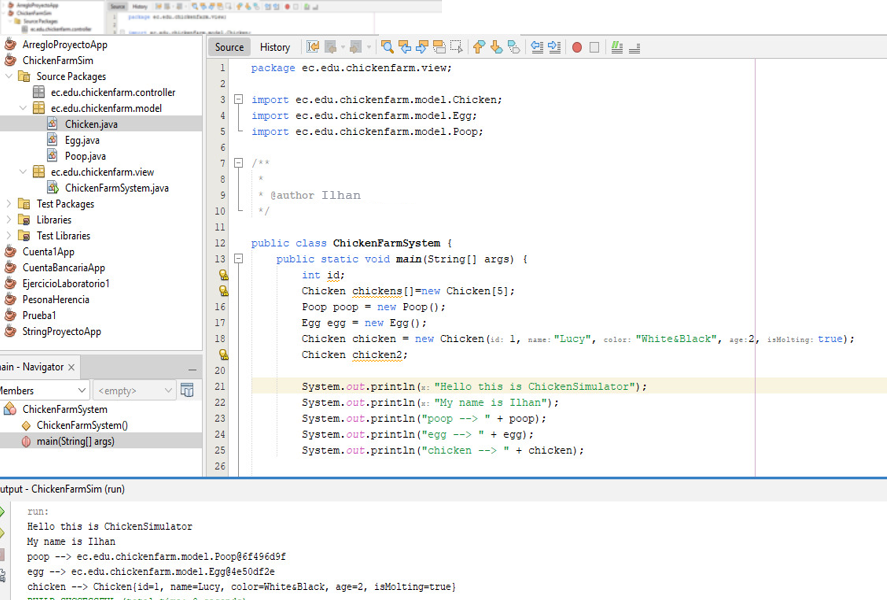 ArregloProyectoApp
ChickenFarmSim
Source Packages
ec.edu.chickenfarm.controller
Source History
package ec.edu.chickenfarm.view;
import ec.edu.chickenfarm.model.Chicken;
ArregloProyectoApp
ChickenFarmSim
Source Packages
ec.edu.chickenfarm.controller
ec.edu.chickenfarm.model
Chicken.java
Egg.java
Poop.java
ec.edu.chickenfarm.view
ChickenFarmSystem.java
Test Packages
Libraries
Test Libraries
Cuenta1App
CuentaBancariaApp
EjercicioLaboratorio1
PesonaHerencia
Prueba1
StringProyectoApp
ain - Navigator
embers <empty>
ChickenFarmSystem
ChickenFarmSystem()
main(String[] args)
Source History
1 package ec.edu.chickenfarm.view;
2
3 import ec.edu.chickenfarm.model.Chicken;
4 import ec.edu.chickenfarm.model.Egg;
5 import ec.edu.chickenfarm.model.Poop;
6
7 /**
8 *
9 * @author Ilhan
10 */
11
12 public class ChickenFarmSystem {
13 public static void main(String[] args) {
int id;
Chicken chickens[]=new Chicken[5];
16 Poop poop = new Poop();
17 Egg egg = new Egg();
18 Chicken chicken = new Chicken(id: 1, name:"Lucy", color: "White&Black", age:2, isMolting: true);
Chicken chicken2;
20
21 System.out.println(x: "Hello this is ChickenSimulator");
22 System.out.println(x: "My name is Ilhan");
23 System.out.println("poop --> " + poop);
24 System.out.println("egg --> " + egg);
25 System.out.println("chicken --> " + chicken);
26
utput - ChickenFarmSim (run)
run:
Hello this is ChickenSimulator
My name is Ilhan
poop --> ec.edu.chickenfarm.model.Poop@6f496d9f
egg --> ec.edu.chickenfarm.model.Egg@4e50df2e
chicken --> Chicken{id=1, name=Lucy, color=White&Black, age=2, isMolting=true}